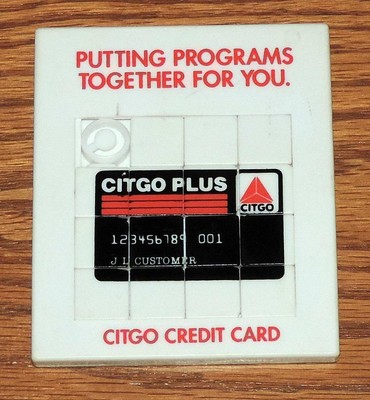 PUTTING PROGRAMS
TOGETHER FOR YOU.
CITGO PLUS
CITGO
123456789 001
J L CUSTOMER
CITGO CREDIT CARD